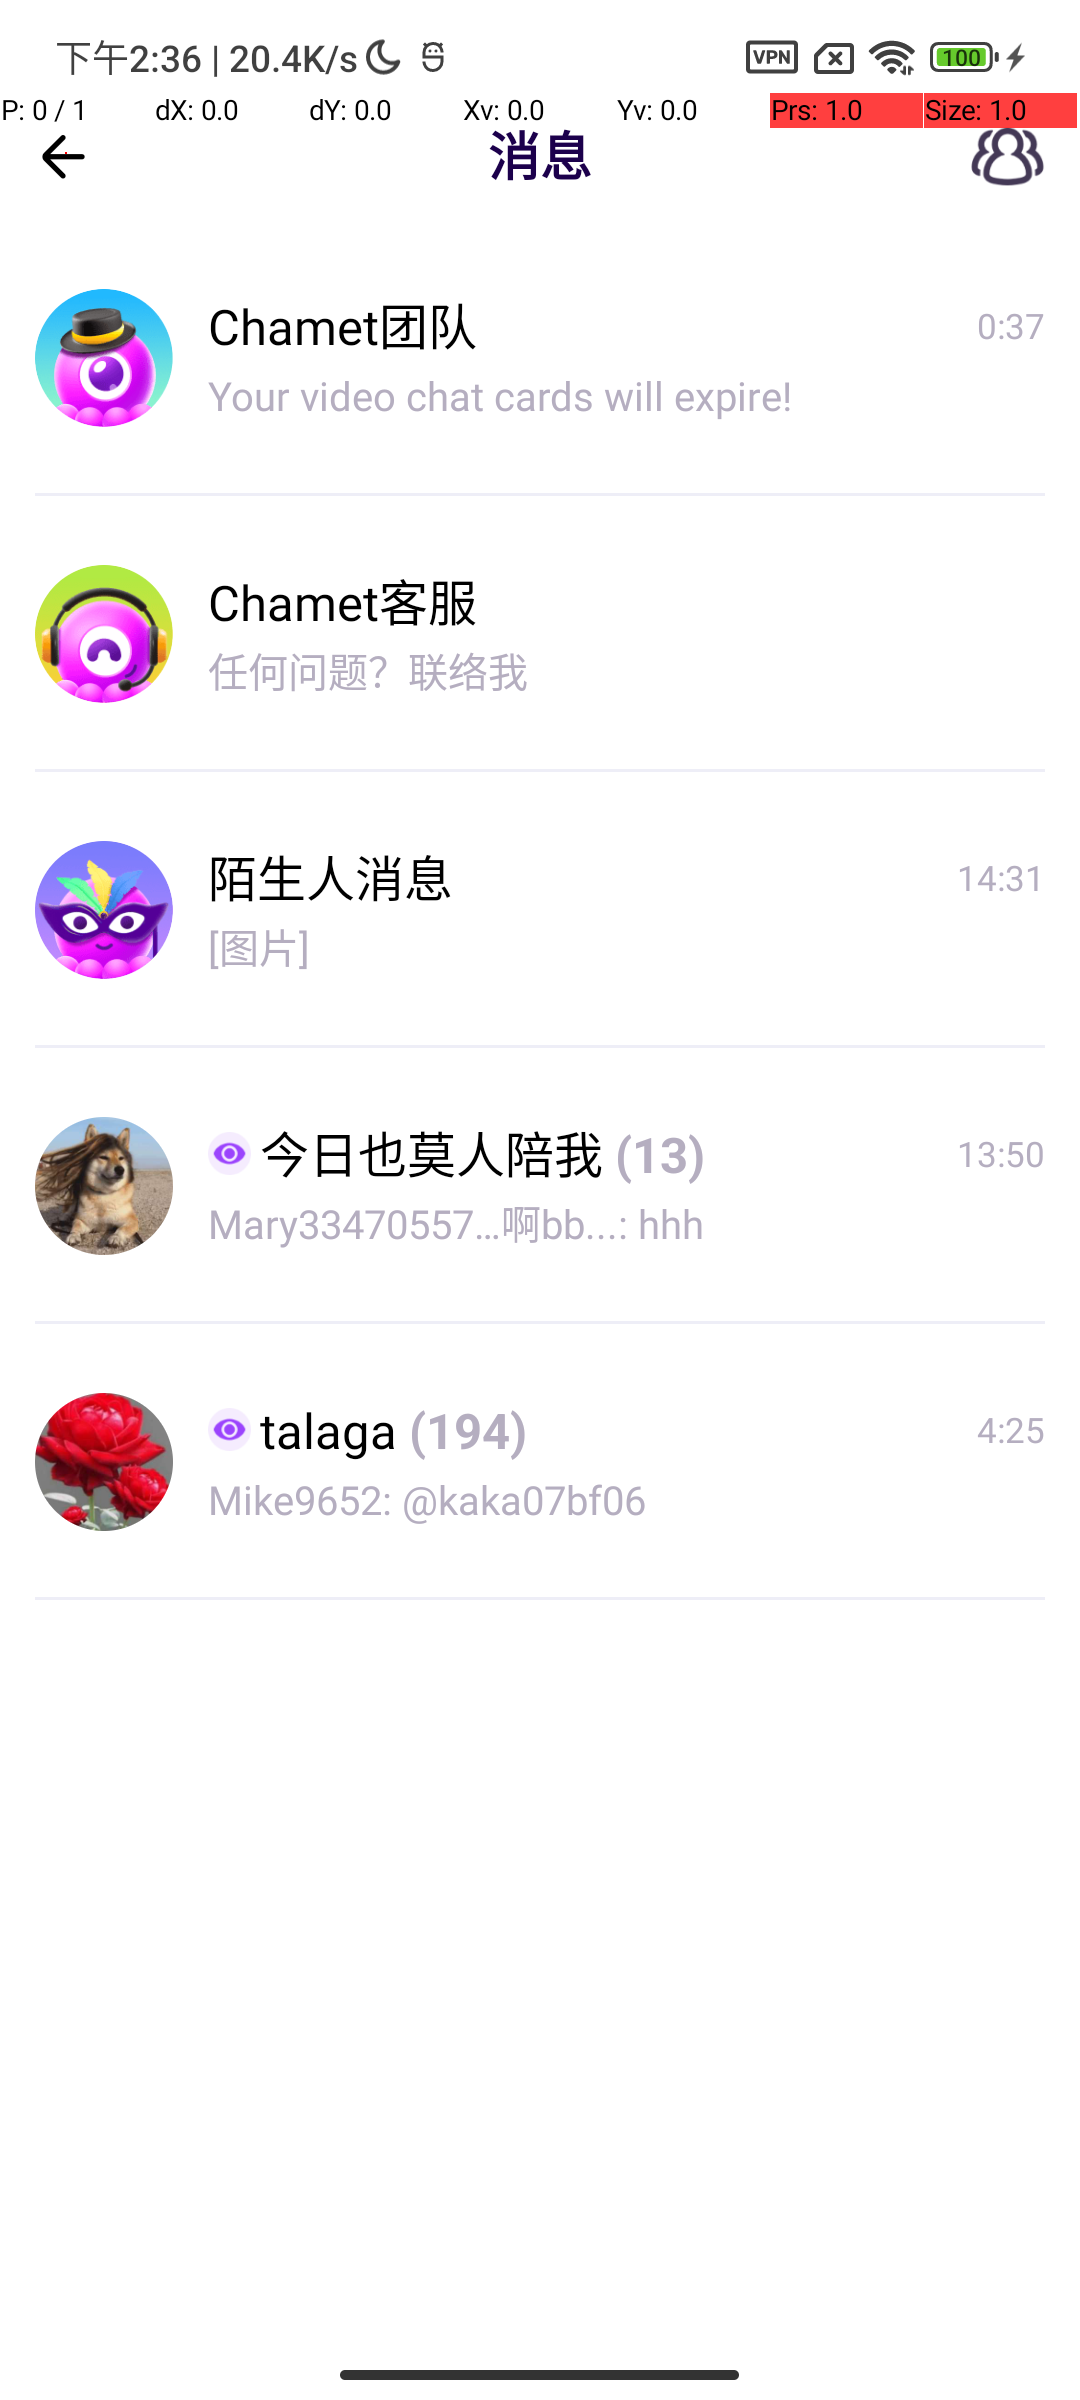 下午2:36 | 20.4K/s
VPN
100
P: 0 / 1
dX: 0.0
dY: 0.0
Xv: 0.0
Yv: 0.0
Prs: 1.0
Size: 1.0
消息
Chamet团队
0:37
Your video chat cards will expire!
Chamet客服
任何问题？联络我
陌生人消息
14:31
[图片]
今日也莫人陪我 (13)
13:50
Mary33470557...啊bb...: hhh
talaga (194)
4:25
Mike9652: @kaka07bf06